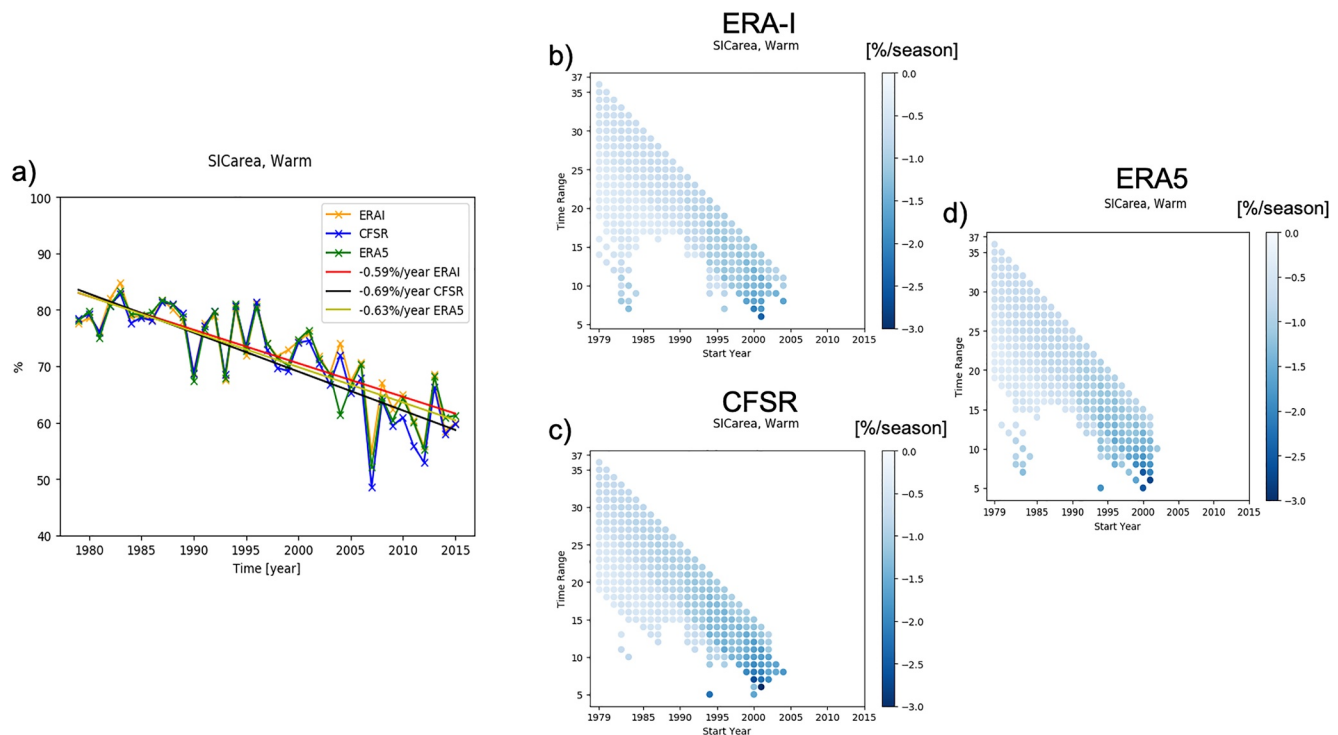 a)
SICarea, Warm
%
100
90
80
70
60
50
40
ERAI
CFSR
ERA5
-0.59%/year ERAI
-0.69%/year CFSR
-0.63%/year ERA5
1980 1985 1990 1995 2000 2005 2010 2015
Time [year]
b)
ERA-I
SICarea, Warm
[%/season]
Time Range
37
35
30
25
20
15
10
5
1979 1985 1990 1995 2000 2005 2010 2015
Start Year
0.0
−0.5
−1.0
−1.5
−2.0
−2.5
−3.0
c)
CFSR
SICarea, Warm
[%/season]
Time Range
37
35
30
25
20
15
10
5
1979 1985 1990 1995 2000 2005 2010 2015
Start Year
0.0
−0.5
−1.0
−1.5
−2.0
−2.5
−3.0
d)
ERA5
SICarea, Warm
[%/season]
Time Range
37
35
30
25
20
15
10
5
1979 1985 1990 1995 2000 2005 2010 2015
Start Year
0.0
−0.5
−1.0
−1.5
−2.0
−2.5
−3.0